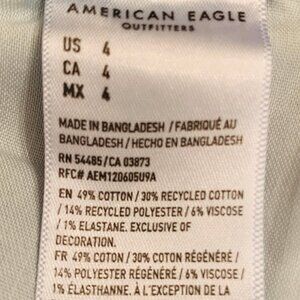 AMERICAN EAGLE
OUTFITTERS
US 4
CA 4
MX 4
MADE IN BANGLADESH / FABRIQUÉ AU
BANGLADESH / HECHO EN BANGLADESH
RN 54485/CA 03873
RFC# AEM120605U9A
EN 49% COTTON / 30% RECYCLED COTTON
/ 14% RECYCLED POLYESTER / 6% VISCOSE
/ 1% ELASTANE. EXCLUSIVE OF
DECORATION.
FR 49% COTON / 30% COTON RÉGÉNÉRÉ /
14% POLYESTER RÉGÉNÉRÉ / 6% VISCOSE /
1% ÉLASTHANNE. À L'EXCEPTION DE LA